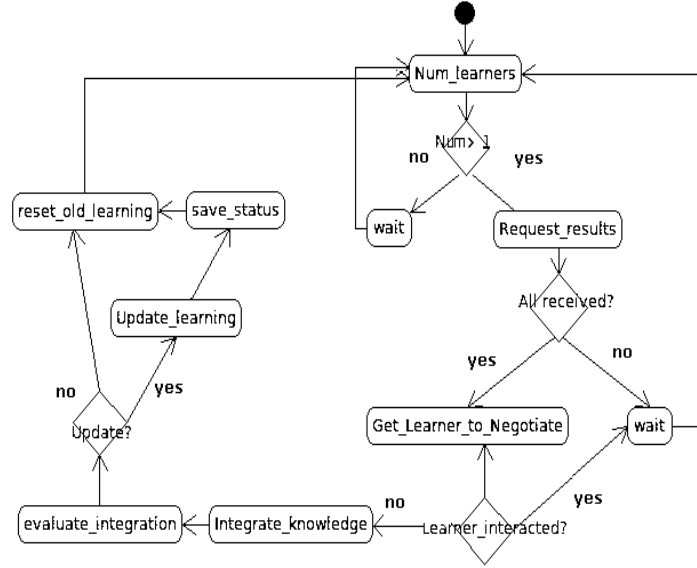 Num_learners
Num> 1
no
yes
reset_old_learning
save_status
wait
Request_results
Update_learning
All received?
yes
no
no
yes
Get_Learner_to_Negotiate
wait
Update?
no
yes
evaluate_integration
Integrate_knowledge
Learner_interacted?